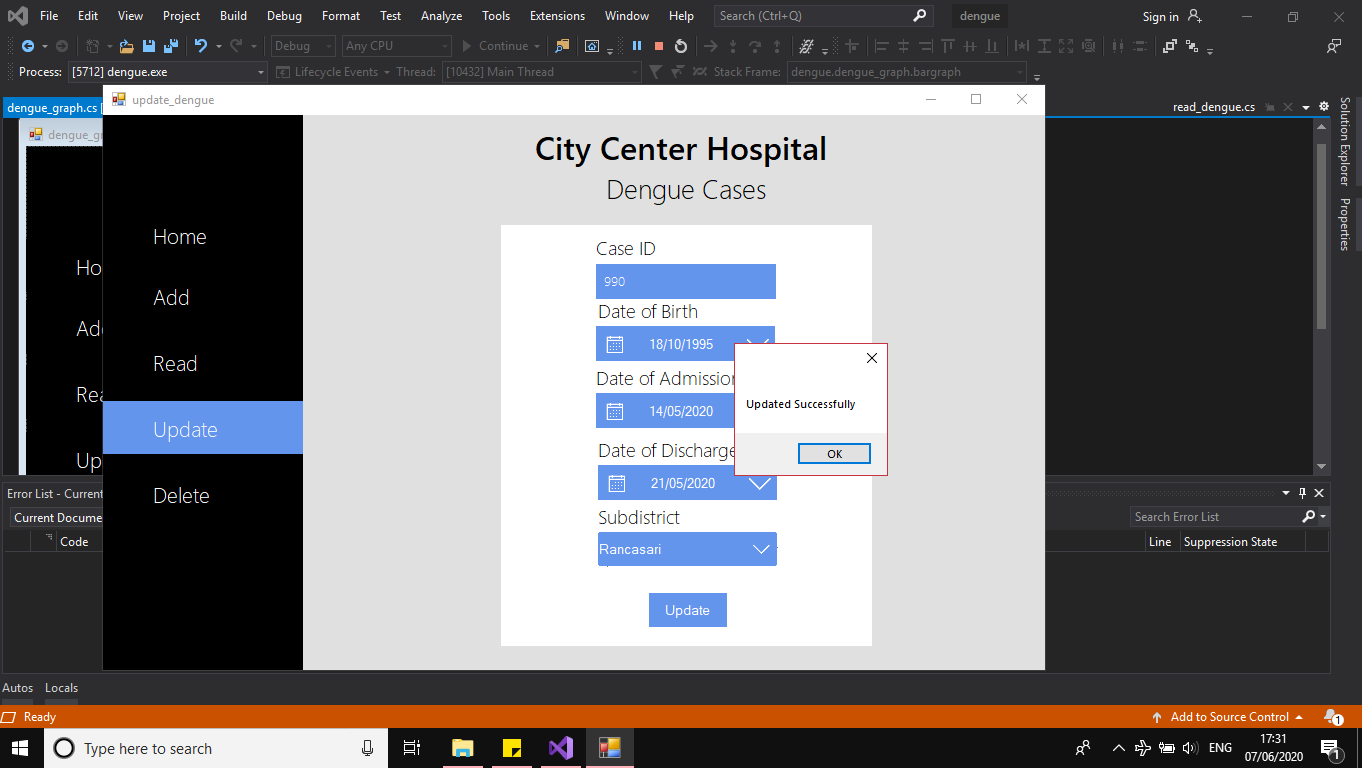 File Edit View Project Build Debug Format Test Analyze Tools Extensions Window Help Search (Ctrl+Q) dengue Sign in
Debug Any CPU Continue
Process: [5712] dengue.exe Lifecycle Events Thread: [10432] Main Thread Stack Frame: dengue.dengue_graph.bargraph
dengue_graph.cs [ read_dengue.cs
update_dengue
dengue_g
Solution Explorer
Properties
City Center Hospital
Dengue Cases
Home
Add
Read
Update
Delete
Ho
Ad
Rea
Up
Case ID
990
Date of Birth
18/10/1995
Date of Admission
14/05/2020
Date of Discharge
21/05/2020
Subdistrict
Rancasari
Update
Updated Successfully
OK
Error List - Current
Current Docume Search Error List
Code Line Suppression State
Autos Locals
Ready Add to Source Control 1
Type here to search ENG 17:31
07/06/2020 1